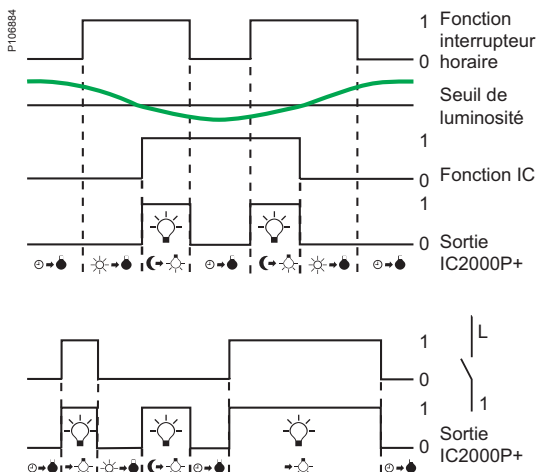 P106884
1 Fonction
interrupteur
0 horaire
Seuil de
luminosité
1
0 Fonction IC
1
0 Sortie
IC2000P+
1
L
0
1
1
0 Sortie
IC2000P+